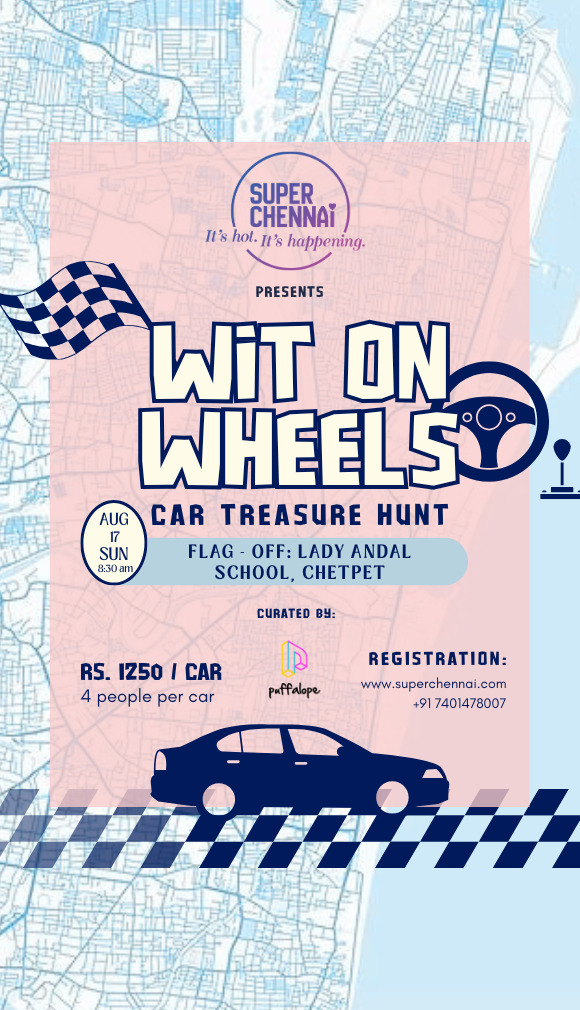 SUPER
CHENNAi
It's hot. It's happening.
PRESENTS
WiT ON
WHEELS
CAR TREASURE HUNT
AUG
17
SUN
8:30 am
FLAG - OFF: LADY ANDAL
SCHOOL, CHETPET
CURATED BY:
puffalope
RS. 1250 / CAR
4 people per car
REGISTRATION:
www.superchennai.com
+91 7401478007